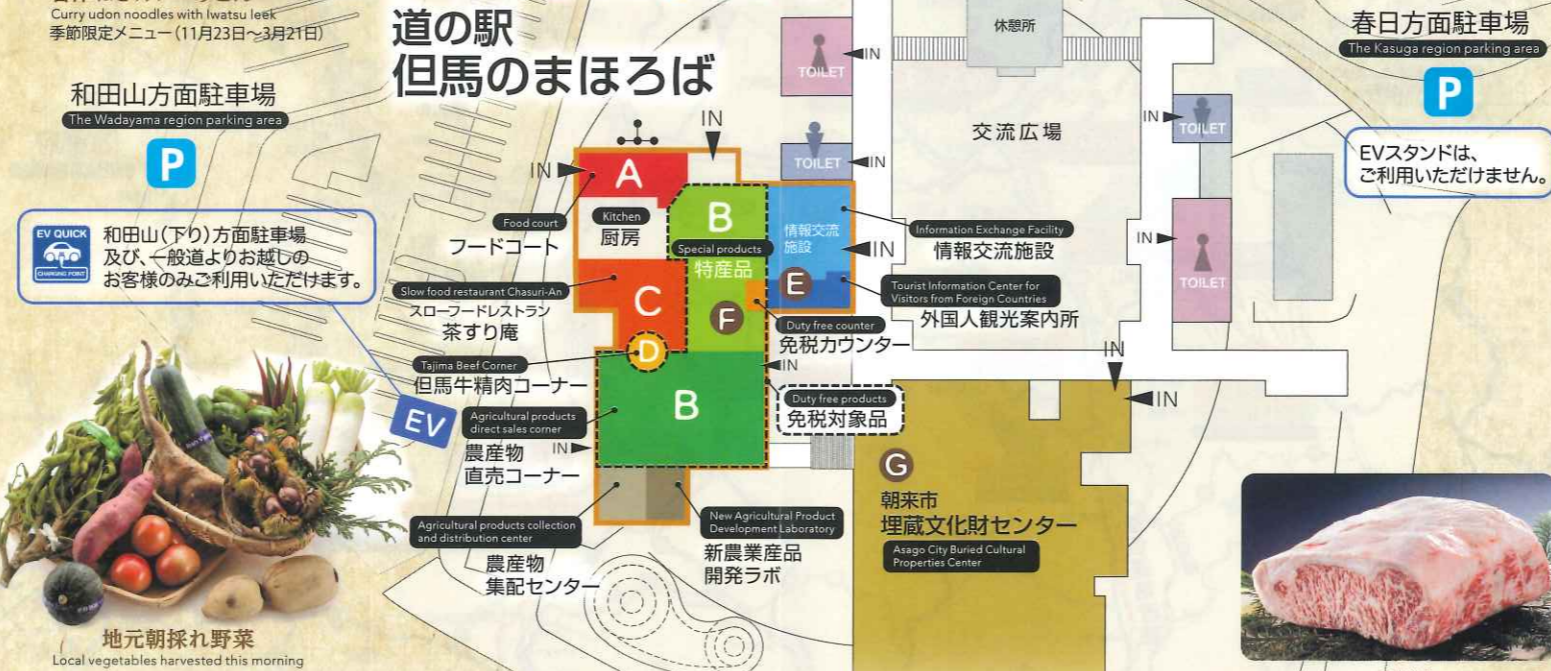 Curry udon noodles with Iwatsu leek
季節限定メニュー(11月23日〜3月21日)
道の駅
但馬のまほろば
和田山方面駐車場
The Wadayama region parking area
P
EV QUICK
CHARGING POINT
和田山(下り)方面駐車場
及び、一般道よりお越しの
お客様のみご利用いただけます。
EV
地元朝採れ野菜
Local vegetables harvested this morning
TOILET
IN
TOILET
IN
IN
IN
A
Food court
フードコート
Kitchen
厨房
B
Special products
特産品
情報交流
施設
IN
E
F
Information Exchange Facility
情報交流施設
Tourist Information Center for
Visitors from Foreign Countries
外国人観光案内所
Slow food restaurant Chasuri-An
スローフードレストラン
茶すり庵
C
D
Duty free counter
免税カウンター
Tajima Beef Corner
但馬牛精肉コーナー
IN
Duty free products
免税対象品
B
Agricultural products
direct sales corner
農産物
直売コーナー
IN
Agricultural products collection
and distribution center
農産物
集配センター
New Agricultural Product
Development Laboratory
新農業産品
開発ラボ
休憩所
交流広場
IN
TOILET
IN
TOILET
IN
IN
G
朝来市
埋蔵文化財センター
Asago City Buried Cultural
Properties Center
春日方面駐車場
The Kasuga region parking area
P
EVスタンドは、
ご利用いただけません。